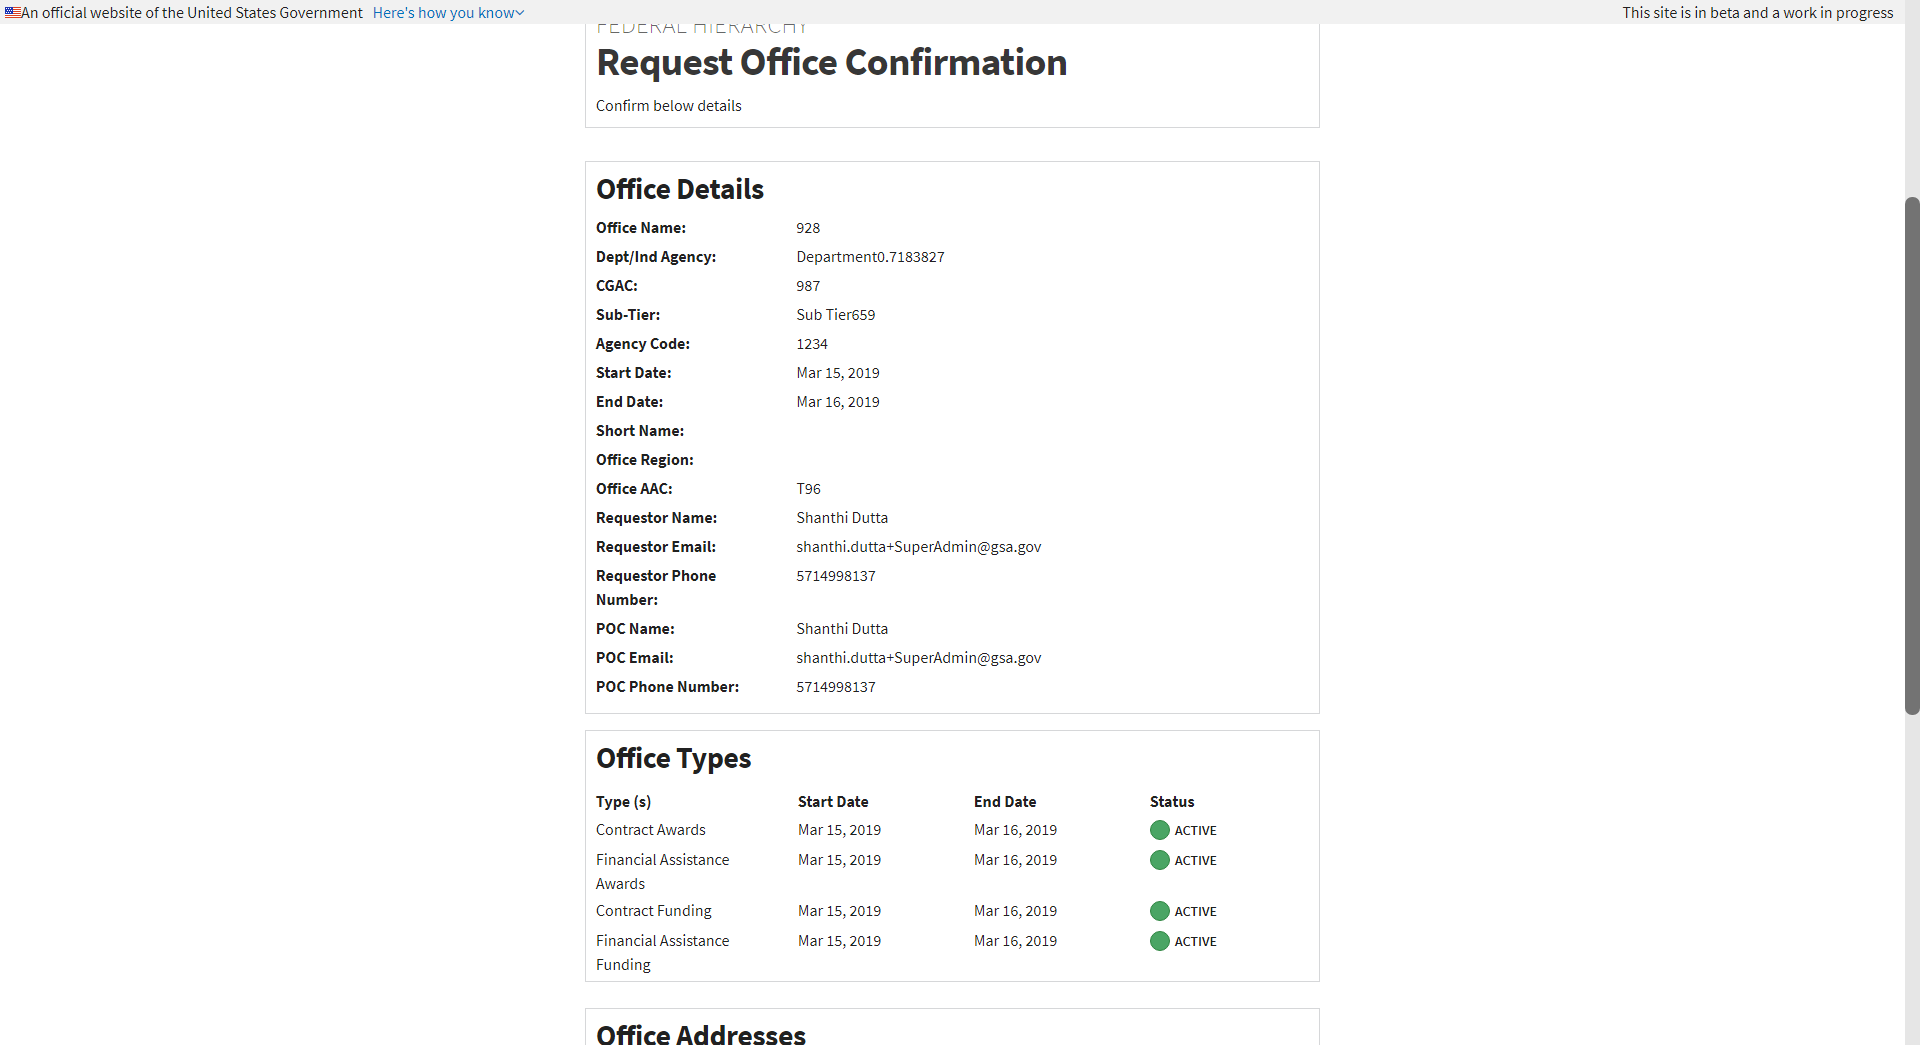 An official website of the United States Government Here's how you know
This site is in beta and a work in progress
FEDERAL HIERARCHY
Request Office Confirmation
Confirm below details
Office Details
Office Name: 928
Dept/Ind Agency: Department0.7183827
CGAC: 987
Sub-Tier: Sub Tier659
Agency Code: 1234
Start Date: Mar 15, 2019
End Date: Mar 16, 2019
Short Name:
Office Region:
Office AAC: T96
Requestor Name: Shanthi Dutta
Requestor Email: shanthi.dutta+SuperAdmin@gsa.gov
Requestor Phone 5714998137
Number:
POC Name: Shanthi Dutta
POC Email: shanthi.dutta+SuperAdmin@gsa.gov
POC Phone Number: 5714998137
Office Types
Type (s) Start Date End Date Status
Contract Awards Mar 15, 2019 Mar 16, 2019 ACTIVE
Financial Assistance Mar 15, 2019 Mar 16, 2019 ACTIVE
Awards
Contract Funding Mar 15, 2019 Mar 16, 2019 ACTIVE
Financial Assistance Mar 15, 2019 Mar 16, 2019 ACTIVE
Funding
Office Addresses